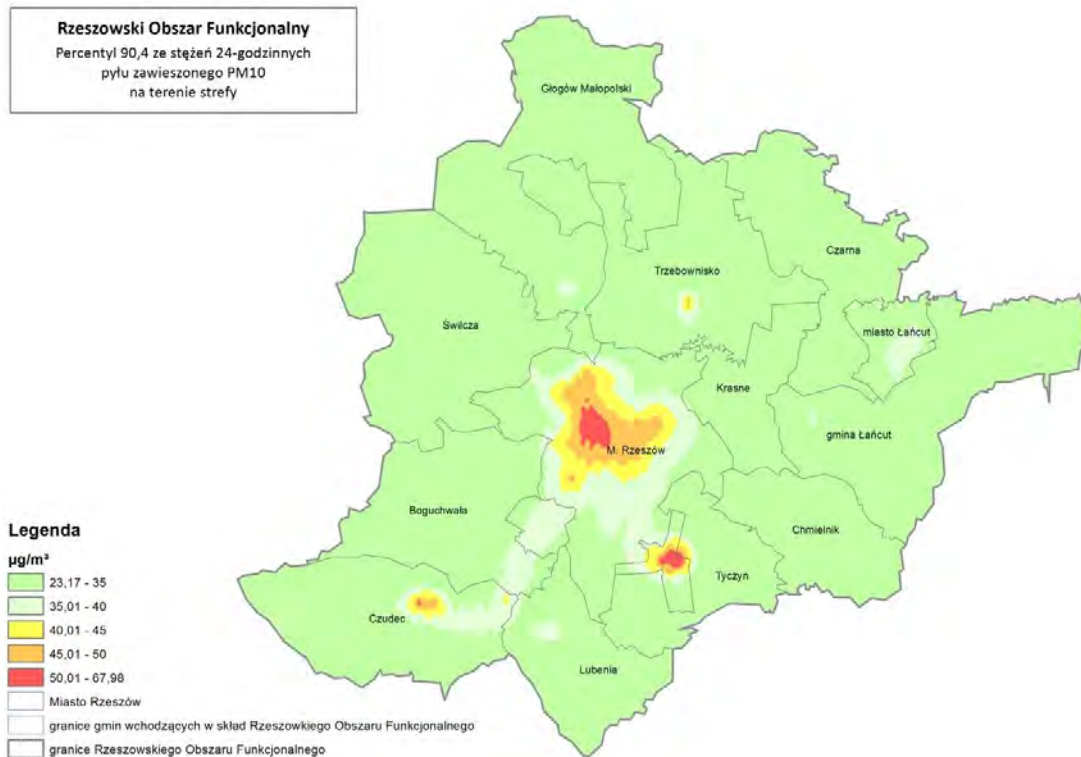 Rzeszowski Obszar Funkcjonalny
Percentyl 90,4 ze stężeń 24-godzinnych
pyłu zawieszonego PM10
na terenie strefy
Głogów Małopolski
Czarna
Trzebownisko
Świlcza
miasto Łańcut
Krasne
gmina Łańcut
M. Rzeszów
Boguchwała
Chmielnik
Tyczyn
Czudec
Lubenia
Legenda
µg/m³
23,17 - 35
35,01 - 40
40,01 - 45
45,01 - 50
50,01 - 67,98
Miasto Rzeszów
granice gmin wchodzących w skład Rzeszowkiego Obszaru Funkcjonalnego
granice Rzeszowskiego Obszaru Funkcjonalnego